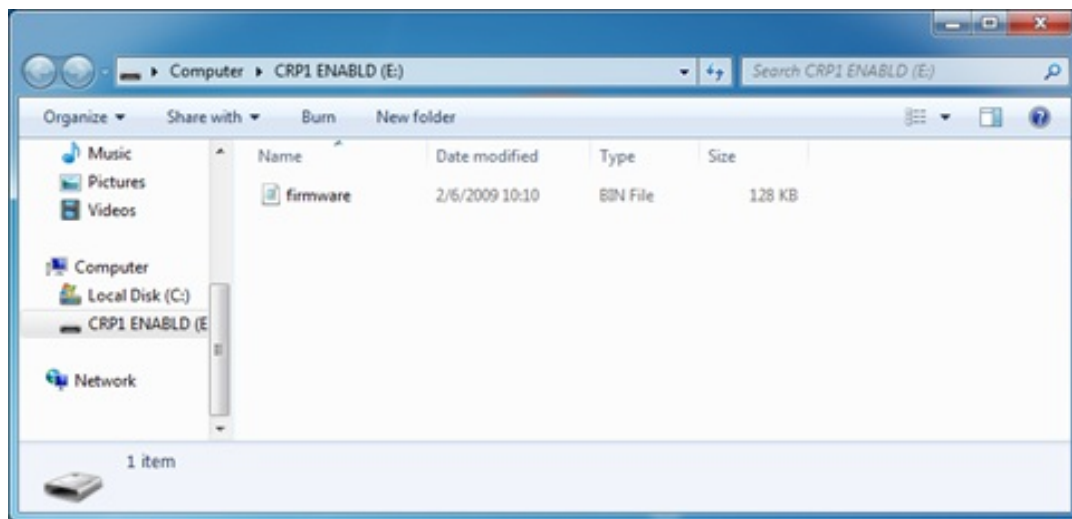 Computer ▸ CRP1 ENABLD (E:)
Search CRP1 ENABLD (E:)
Organize Share with Burn New folder
Music
Pictures
Videos
Computer
Local Disk (C:)
CRP1 ENABLD (E
Network
Name Date modified Type Size
firmware 2/6/2009 10:10 BIN File 128 KB
1 item